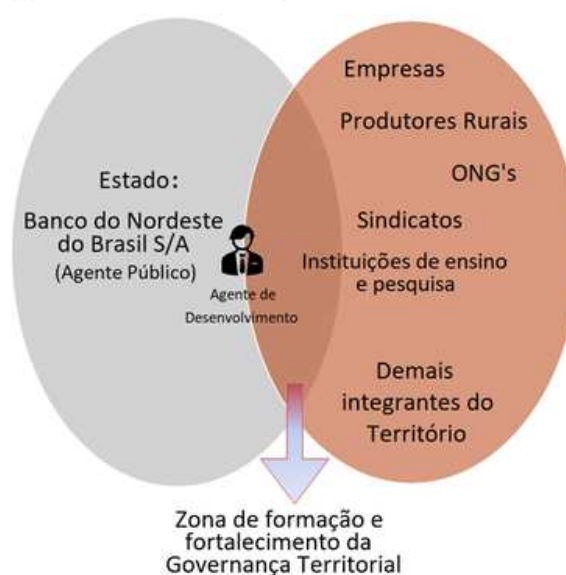 Estado:
Banco do Nordeste
do Brasil S/A
(Agente Público)
Agente de
Desenvolvimento
Empresas
Produtores Rurais
ONG's
Sindicatos
Instituições de ensino
e pesquisa
Demais
integrantes do
Território
Zona de formação e
fortalecimento da
Governança Territorial